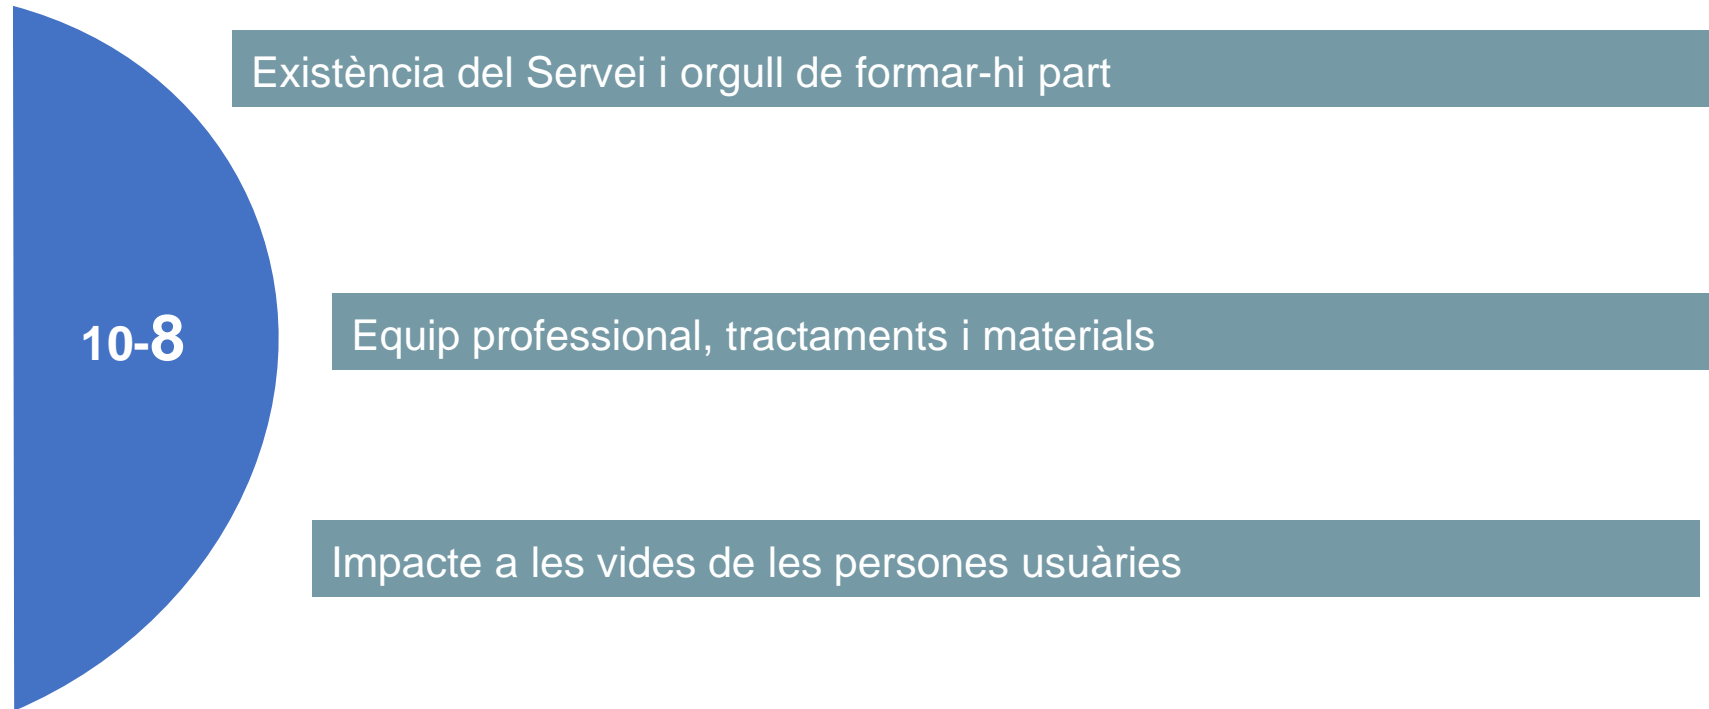 Existència del Servei i orgull de formar-hi part
10-8
Equip professional, tractaments i materials
Impacte a les vides de les persones usuàries